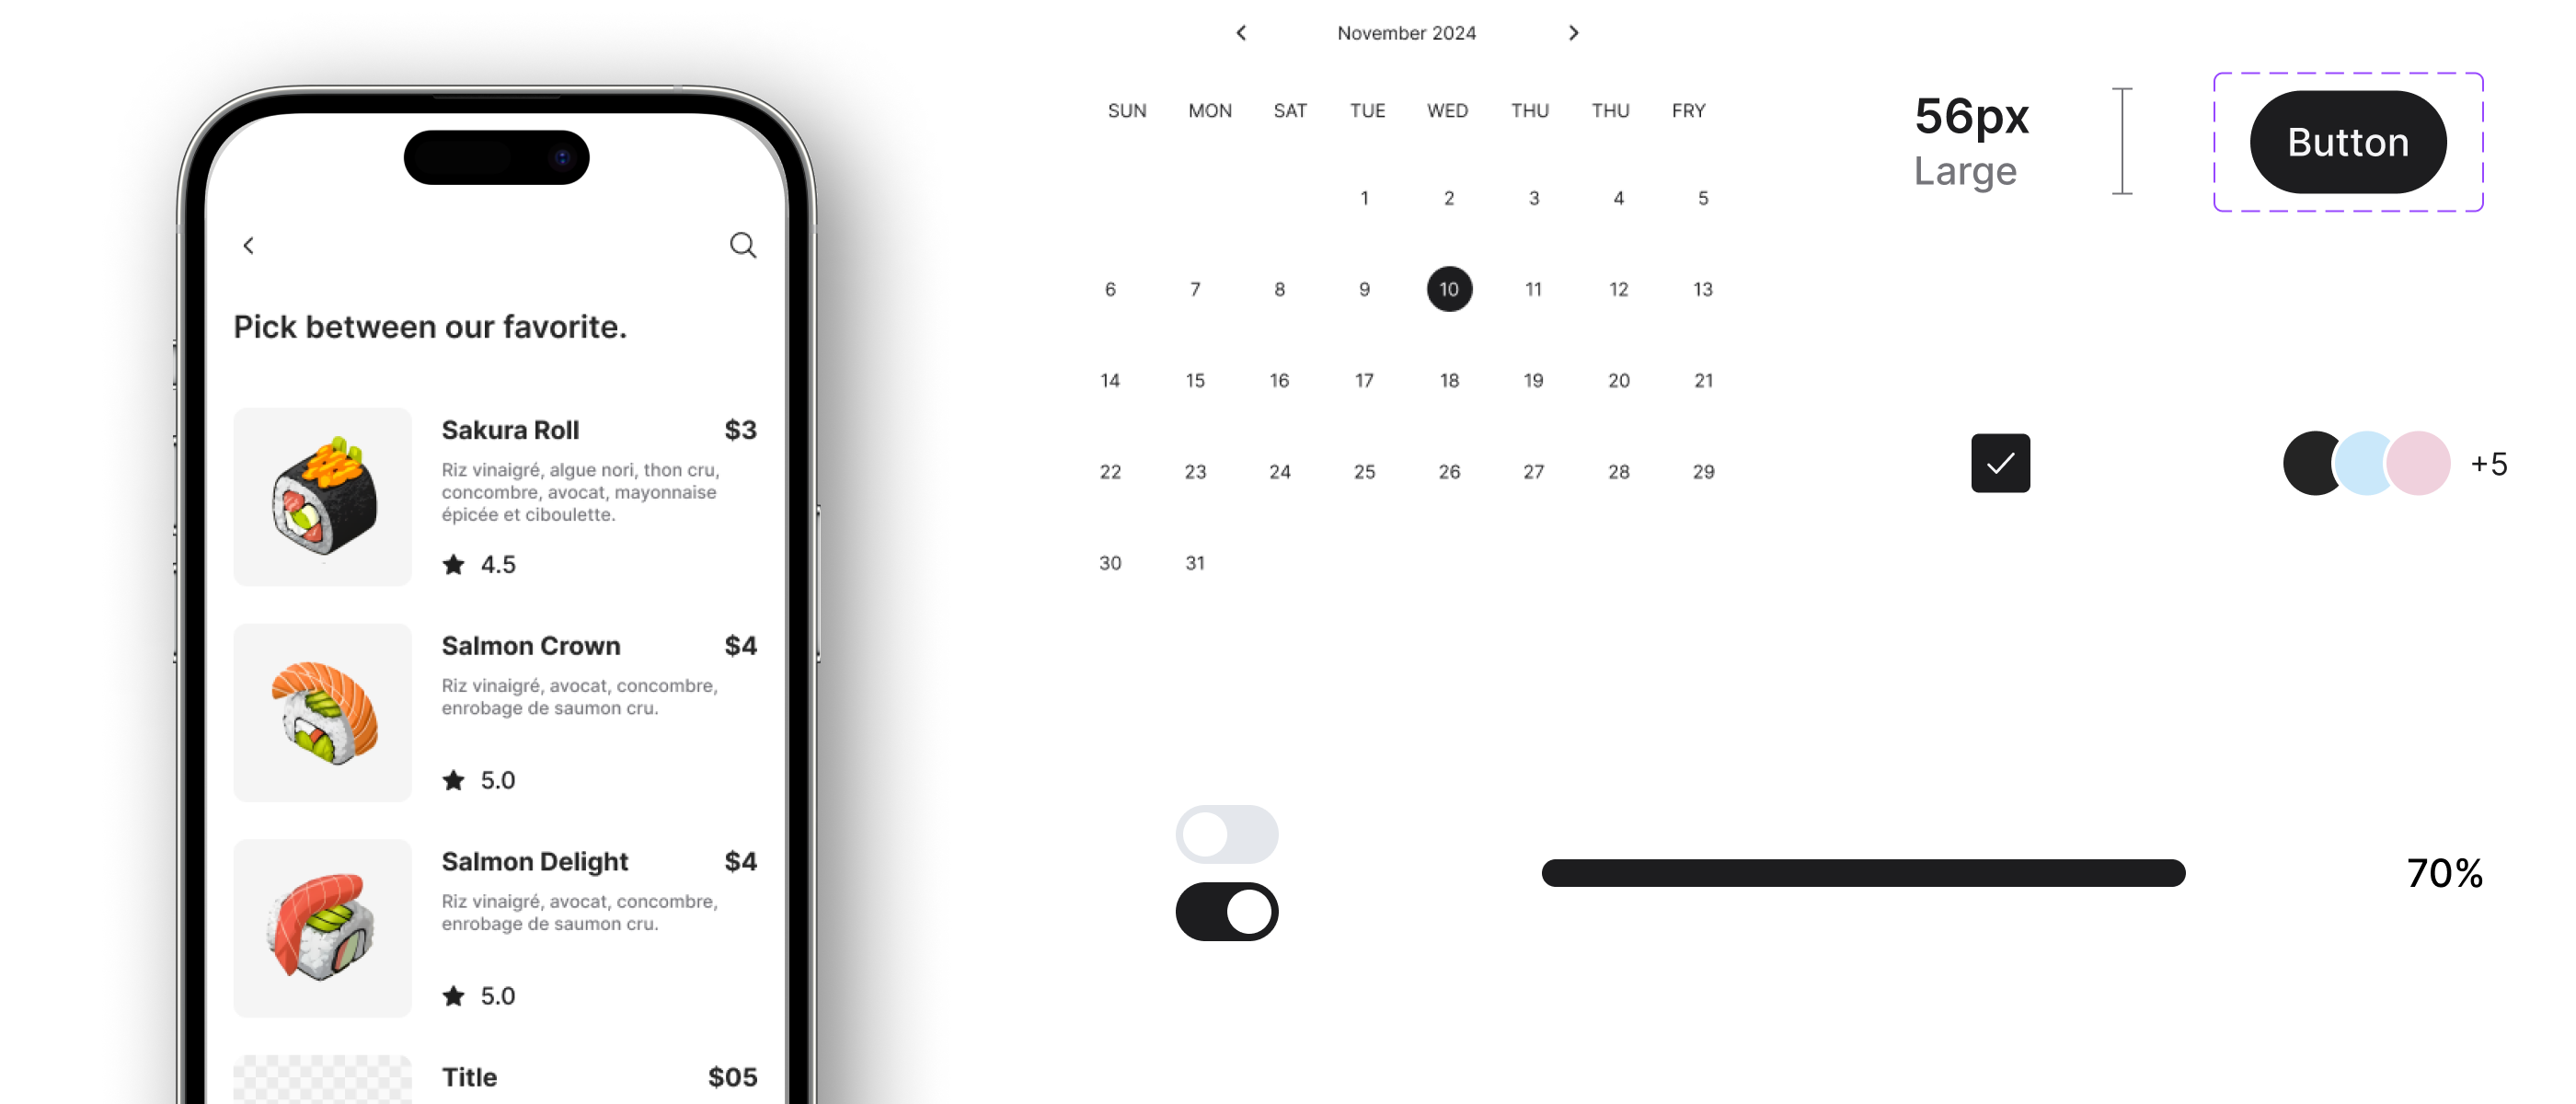 Pick between our favorite.
Sakura Roll $3
Riz vinaigré, algue nori, thon cru,
concombre, avocat, mayonnaise
épicée et ciboulette.
4.5
Salmon Crown $4
Riz vinaigré, avocat, concombre,
enrobage de saumon cru.
5.0
Salmon Delight $4
Riz vinaigré, avocat, concombre,
enrobage de saumon cru.
5.0
Title $05
November 2024
SUN MON SAT TUE WED THU THU FRY
1 2 3 4 5
6 7 8 9 10 11 12 13
14 15 16 17 18 19 20 21
22 23 24 25 26 27 28 29
30 31
56px
Large
Button
+5
70%